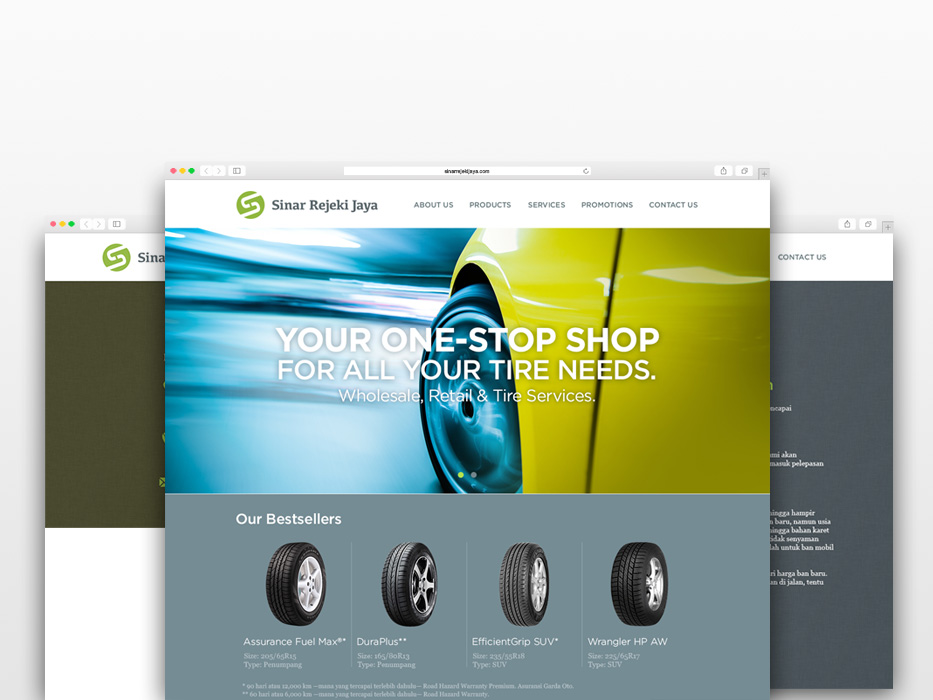 sinarrejekijaya.com
Sinar Rejeki Jaya
ABOUT US
PRODUCTS
SERVICES
PROMOTIONS
CONTACT US
YOUR ONE-STOP SHOP
FOR ALL YOUR TIRE NEEDS.
Wholesale, Retail & Tire Services.
Our Bestsellers
Assurance Fuel Max®*
Size: 205/65R15
Type: Penumpang
DuraPlus**
Size: 165/80R13
Type: Penumpang
EfficientGrip SUV*
Size: 235/55R18
Type: SUV
Wrangler HP AW
Size: 225/65R17
Type: SUV
* 90 hari atau 12,000 km —mana yang tercapai terlebih dahulu— Road Hazard Warranty Premium. Asuransi Garda Oto.
** 60 hari atau 6,000 km —mana yang tercapai terlebih dahulu— Road Hazard Warranty.
Sina
CONTACT US
ncapai
mi akan
masuk pelepasan
hingga hampir
n baru, namun usia
hingga bahan karet
tidak senyaman
lah untuk ban mobil
ri harga ban baru.
an di jalan, tentu